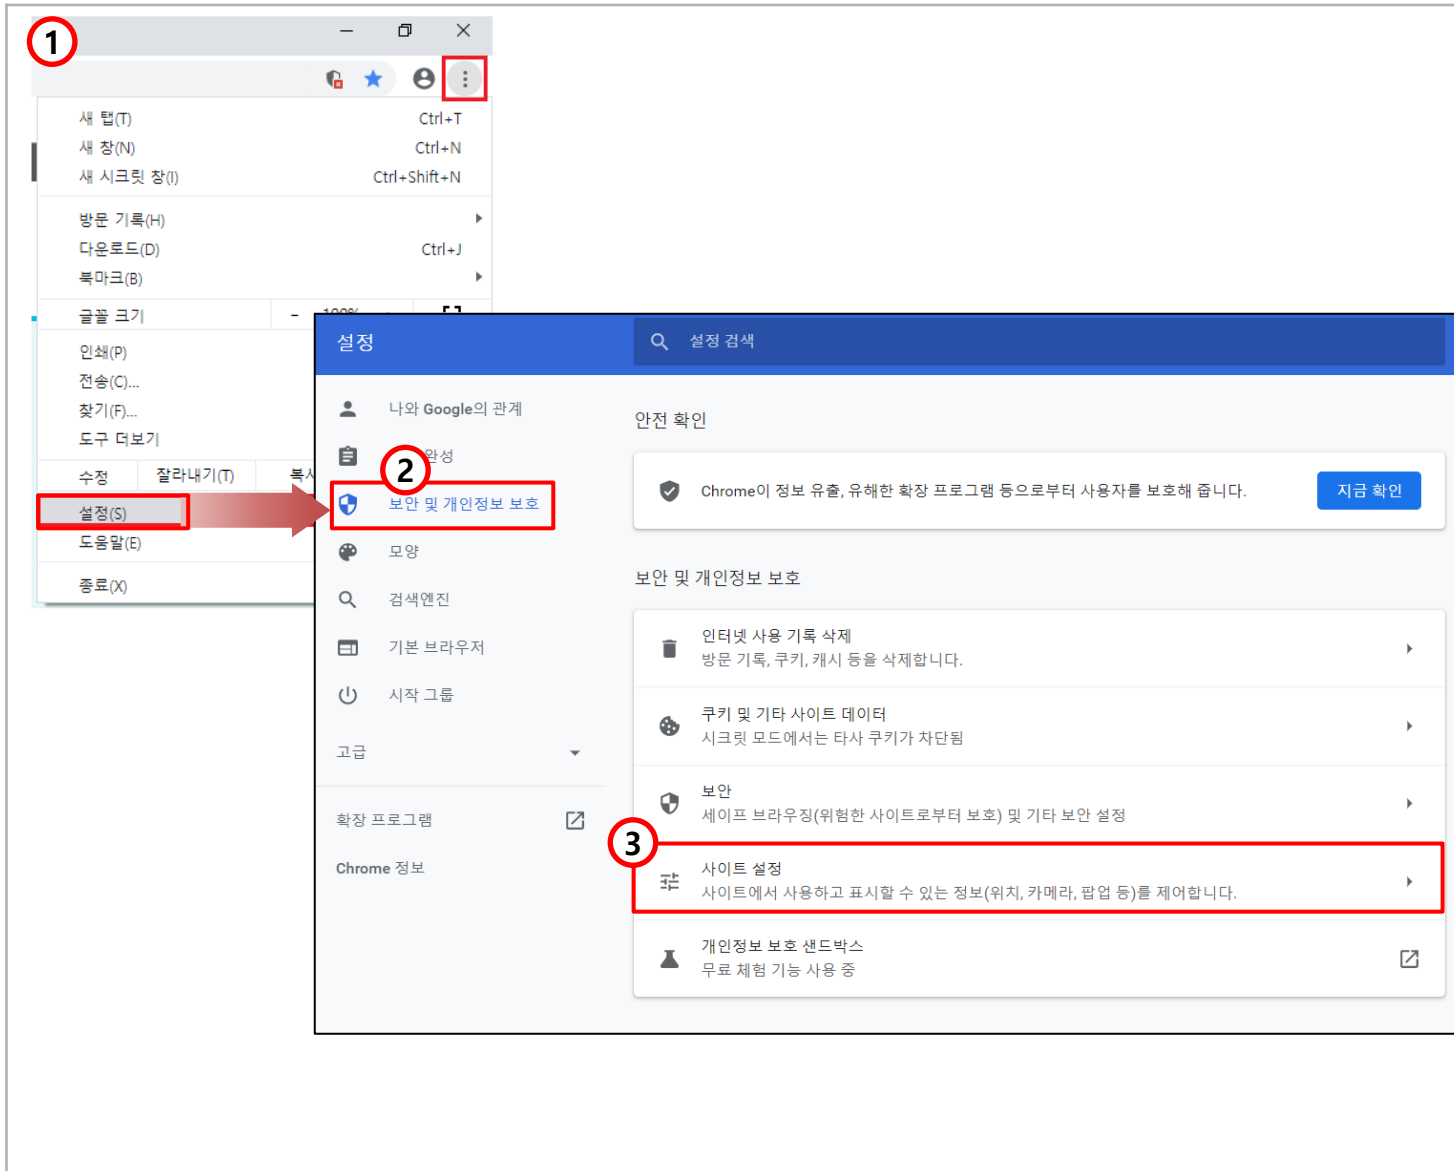 1
새 탭(T) Ctrl+T
새 창(N) Ctrl+N
새 시크릿 창(I) Ctrl+Shift+N
방문 기록(H)
다운로드(D) Ctrl+J
북마크(B)
글꼴 크기 - 100%
인쇄(P)
전송(C)...
찾기(F)...
도구 더보기
수정 잘라내기(T)
설정(S)
도움말(E)
종료(X)
설정
설정 검색
나와 Google의 관계
완성
2
보안 및 개인정보 보호
모양
검색엔진
기본 브라우저
시작 그룹
고급
확장 프로그램
Chrome 정보
안전 확인
Chrome이 정보 유출, 유해한 확장 프로그램 등으로부터 사용자를 보호해 줍니다.
지금 확인
보안 및 개인정보 보호
인터넷 사용 기록 삭제
방문 기록, 쿠키, 캐시 등을 삭제합니다.
쿠키 및 기타 사이트 데이터
시크릿 모드에서는 타사 쿠키가 차단됨
보안
세이프 브라우징(위험한 사이트로부터 보호) 및 기타 보안 설정
3
사이트 설정
사이트에서 사용하고 표시할 수 있는 정보(위치, 카메라, 팝업 등)를 제어합니다.
개인정보 보호 샌드박스
무료 체험 기능 사용 중